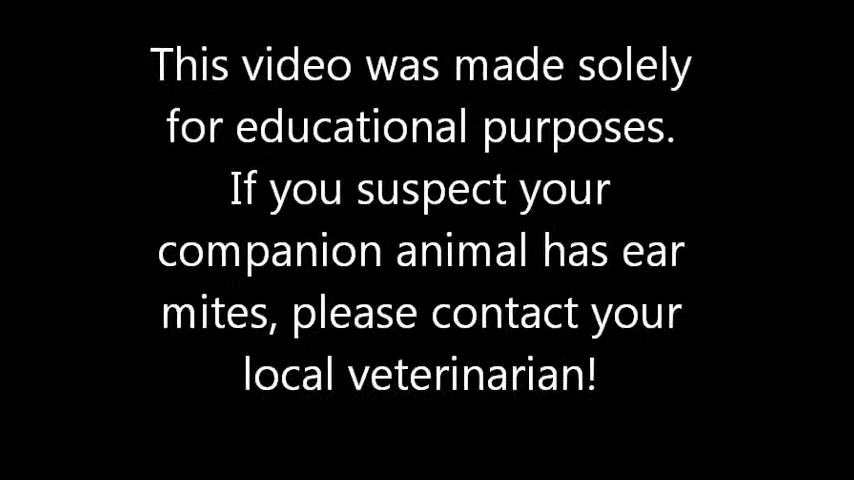 This video was made solely
for educational purposes.
If you suspect your
companion animal has ear
mites, please contact your
local veterinarian!